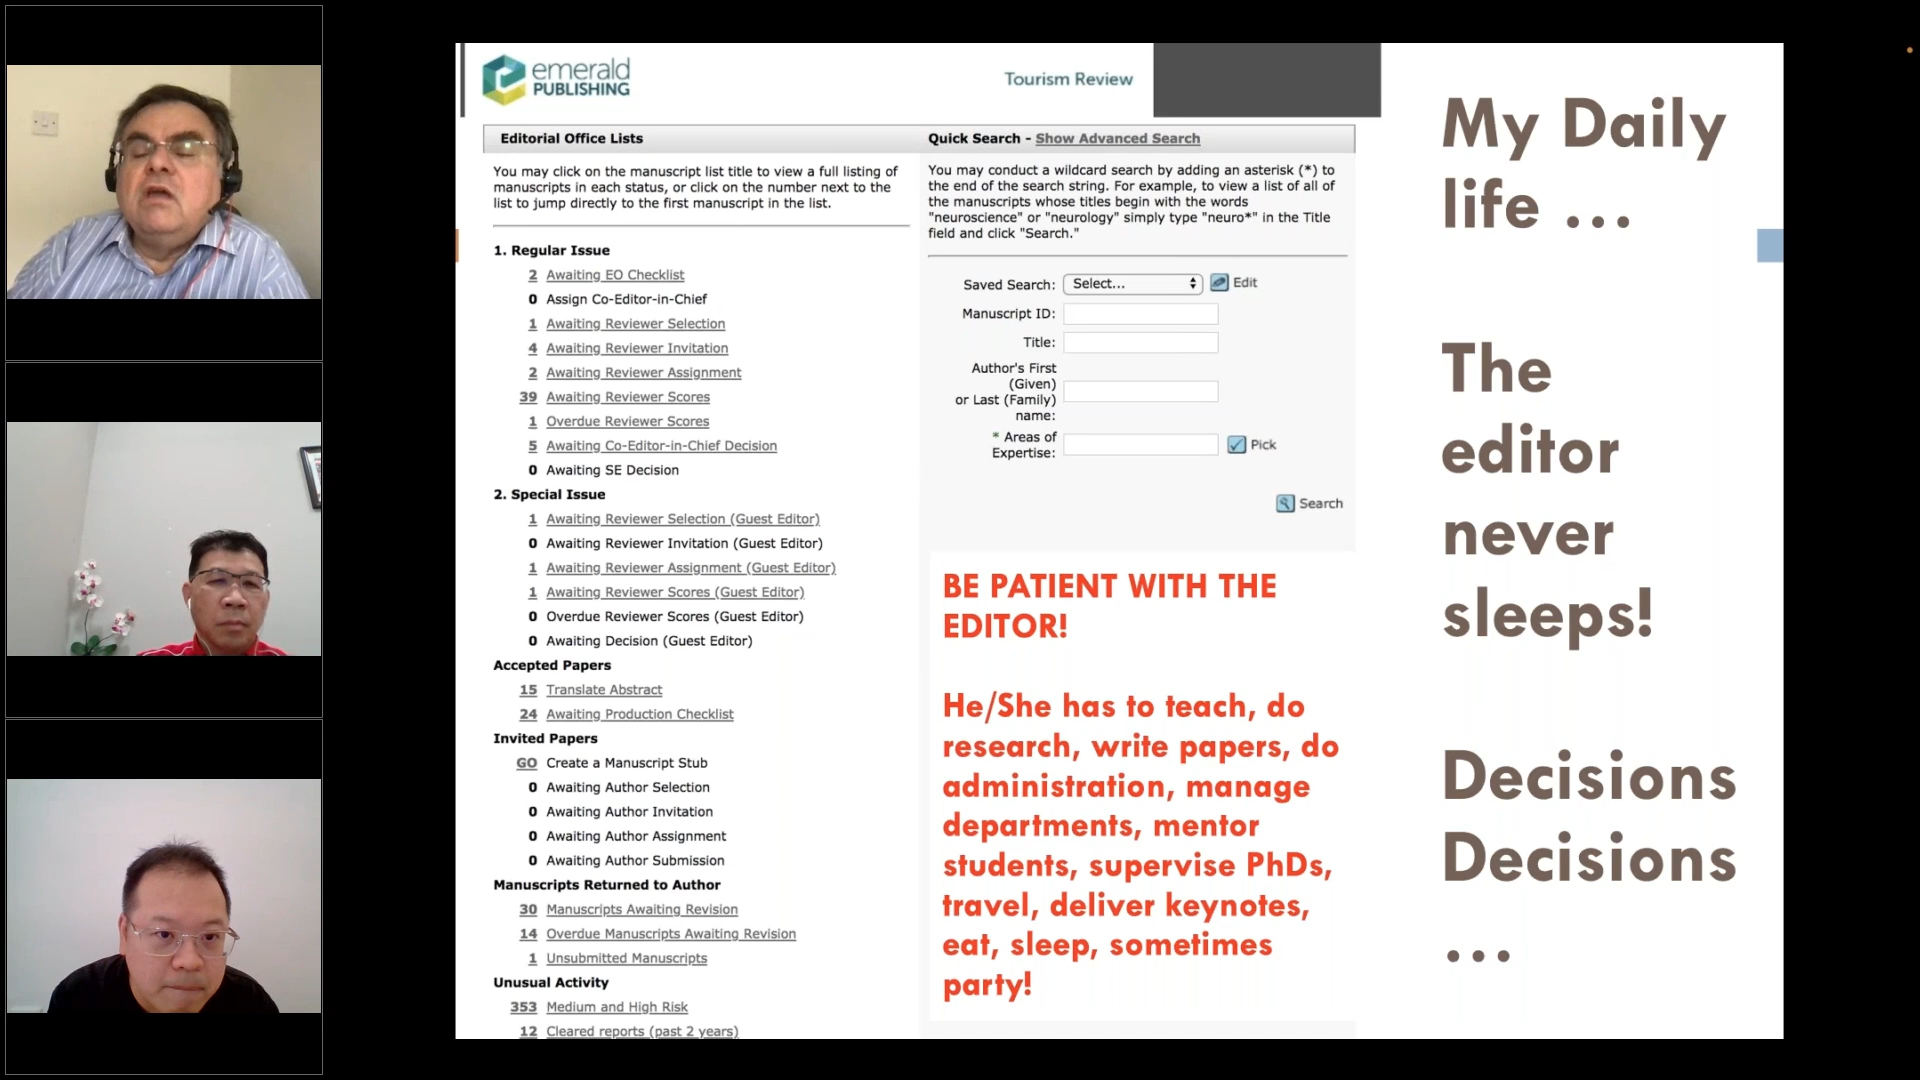 emerald
PUBLISHING
Tourism Review
Editorial Office Lists
You may click on the manuscript list title to view a full listing of
manuscripts in each status, or click on the number next to the
list to jump directly to the first manuscript in the list.
1. Regular Issue
2 Awaiting EO Checklist
0 Assign Co-Editor-in-Chief
1 Awaiting Reviewer Selection
4 Awaiting Reviewer Invitation
2 Awaiting Reviewer Assignment
39 Awaiting Reviewer Scores
1 Overdue Reviewer Scores
5 Awaiting Co-Editor-in-Chief Decision
0 Awaiting SE Decision
2. Special Issue
1 Awaiting Reviewer Selection (Guest Editor)
0 Awaiting Reviewer Invitation (Guest Editor)
1 Awaiting Reviewer Assignment (Guest Editor)
1 Awaiting Reviewer Scores (Guest Editor)
0 Overdue Reviewer Scores (Guest Editor)
0 Awaiting Decision (Guest Editor)
Accepted Papers
15 Translate Abstract
24 Awaiting Production Checklist
Invited Papers
GO Create a Manuscript Stub
0 Awaiting Author Selection
0 Awaiting Author Invitation
0 Awaiting Author Assignment
0 Awaiting Author Submission
Manuscripts Returned to Author
30 Manuscripts Awaiting Revision
14 Overdue Manuscripts Awaiting Revision
1 Unsubmitted Manuscripts
Unusual Activity
353 Medium and High Risk
12 Cleared reports (past 2 years)
Quick Search - Show Advanced Search
You may conduct a wildcard search by adding an asterisk (*) to
the end of the search string. For example, to view a list of all of
the manuscripts whose titles begin with the words
"neuroscience" or "neurology" simply type "neuro*" in the Title
field and click "Search."
Saved Search: Select... Edit
Manuscript ID:
Title:
Author's First
(Given)
or Last (Family)
name:
* Areas of
Expertise: Pick
Search
BE PATIENT WITH THE
EDITOR!
He/She has to teach, do
research, write papers, do
administration, manage
departments, mentor
students, supervise PhDs,
travel, deliver keynotes,
eat, sleep, sometimes
party!
My Daily
life ...
The
editor
never
sleeps!
Decisions
Decisions
...